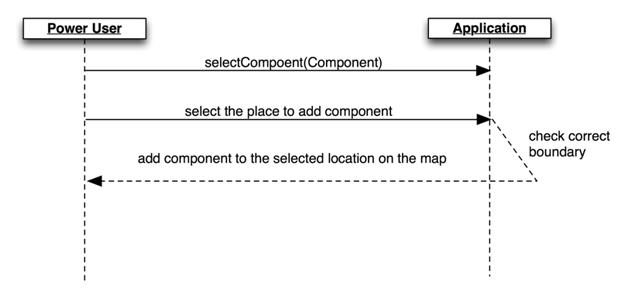 Power User
Application
selectCompoent(Component)
select the place to add component
check correct
boundary
add component to the selected location on the map